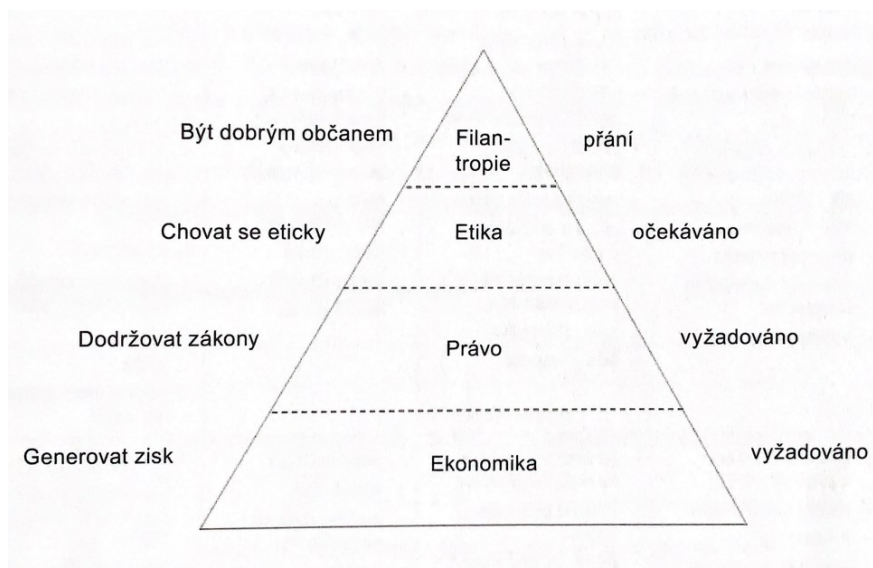 Být dobrým občanem
Filan-
tropie
přání
Chovat se eticky
Etika
očekáváno
Dodržovat zákony
Právo
vyžadováno
Generovat zisk
Ekonomika
vyžadováno